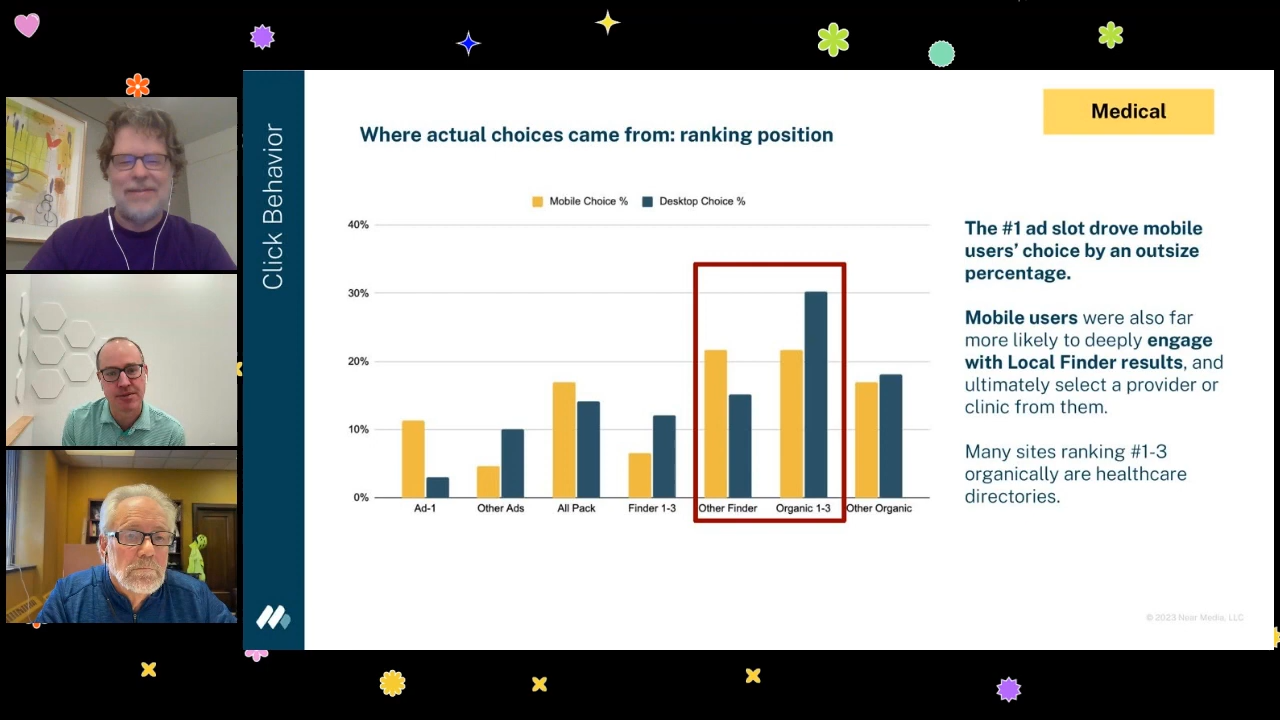 Click Behavior
Medical
Where actual choices came from: ranking position
Mobile Choice %
Desktop Choice %
40%
30%
20%
10%
0%
Ad-1
Other Ads
All Pack
Finder 1-3
Other Finder
Organic 1-3
Other Organic
The #1 ad slot drove mobile
users’ choice by an outsize
percentage.
Mobile users were also far
more likely to deeply engage
with Local Finder results, and
ultimately select a provider or
clinic from them.
Many sites ranking #1-3
organically are healthcare
directories.
© 2023 Near Media, LLC